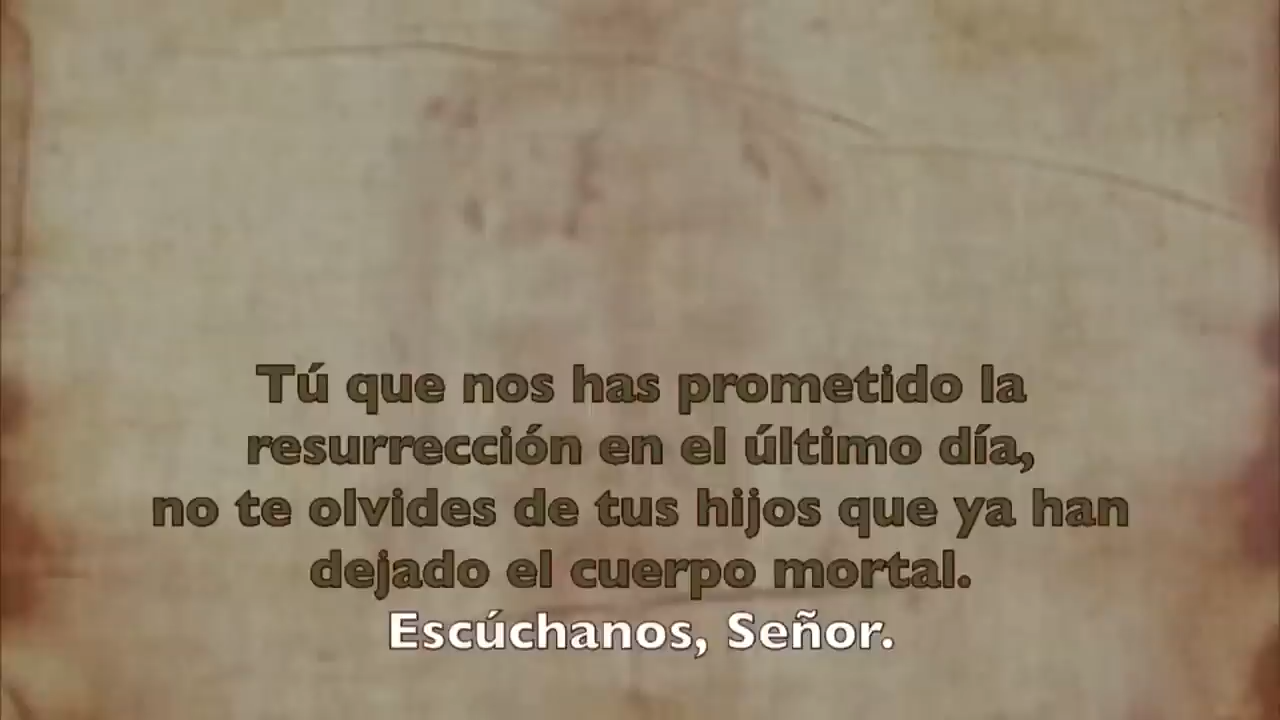 Tú que nos has prometido la
resurrección en el último día,
no te olvides de tus hijos que ya han
dejado el cuerpo mortal.
Escúchanos, Señor.